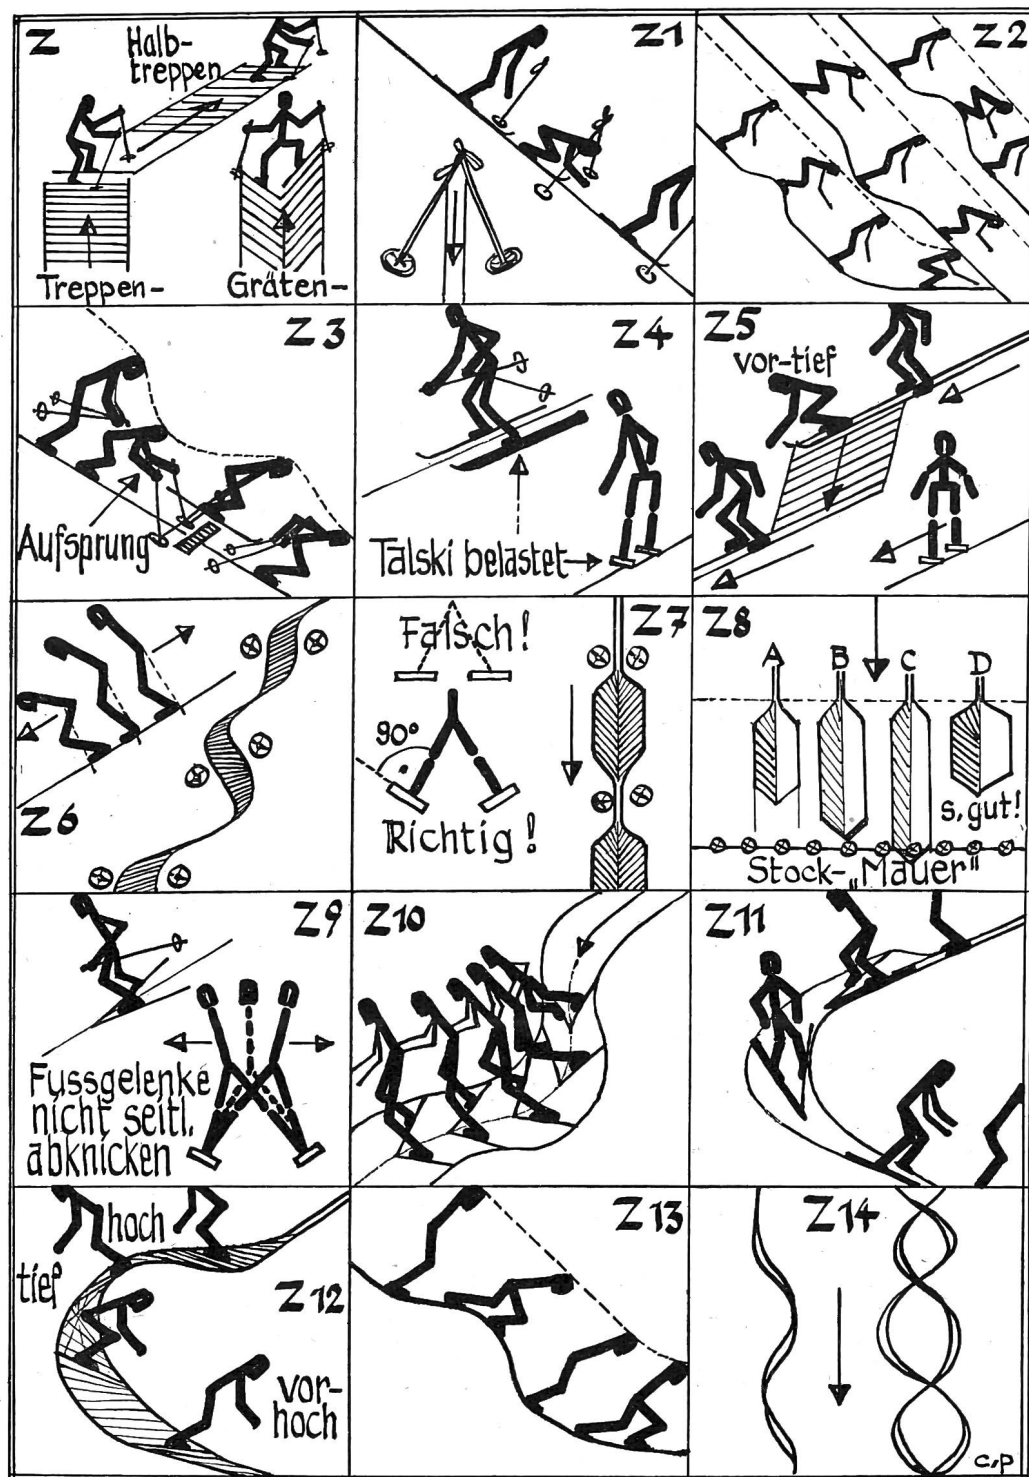 Z
Halb-
treppen
Treppen-
Gräten-
Z1
Z2
Z3
Aufsprung
Z4
Talski belastet
Z5
vor-tief
Z6
Z7
Falsch!
90°
Richtig!
Z8
A B C D
s. gut!
Stock-„Mauer"
Z9
Fussgelenke
nicht seitl.
abknicken
Z10
Z11
hoch
tief
Z12
vor-
hoch
Z13
Z14
c.p